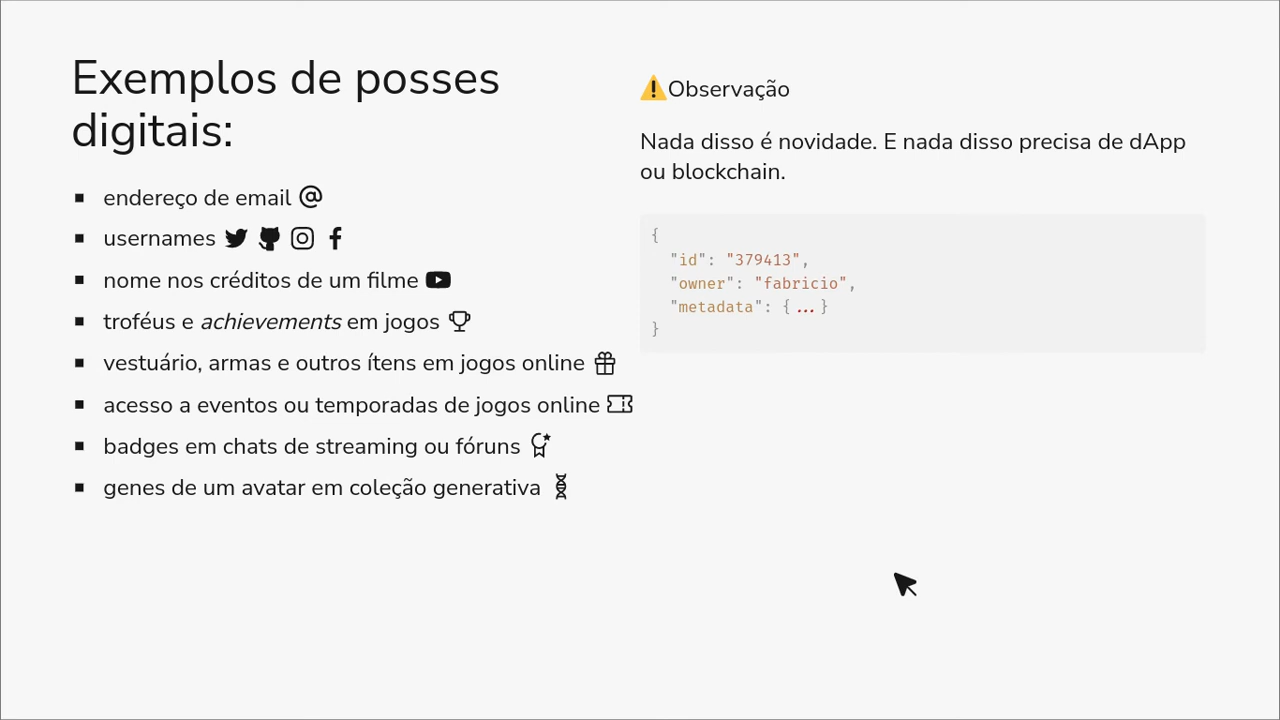 Exemplos de posses
digitais:
endereço de email
usernames
nome nos créditos de um filme
troféus e achievements em jogos
vestuário, armas e outros ítens em jogos online
acesso a eventos ou temporadas de jogos online
badges em chats de streaming ou fóruns
genes de um avatar em coleção generativa
⚠️Observação
Nada disso é novidade. E nada disso precisa de dApp
ou blockchain.
{
  "id": "379413",
  "owner": "fabricio",
  "metadata": {...}
}